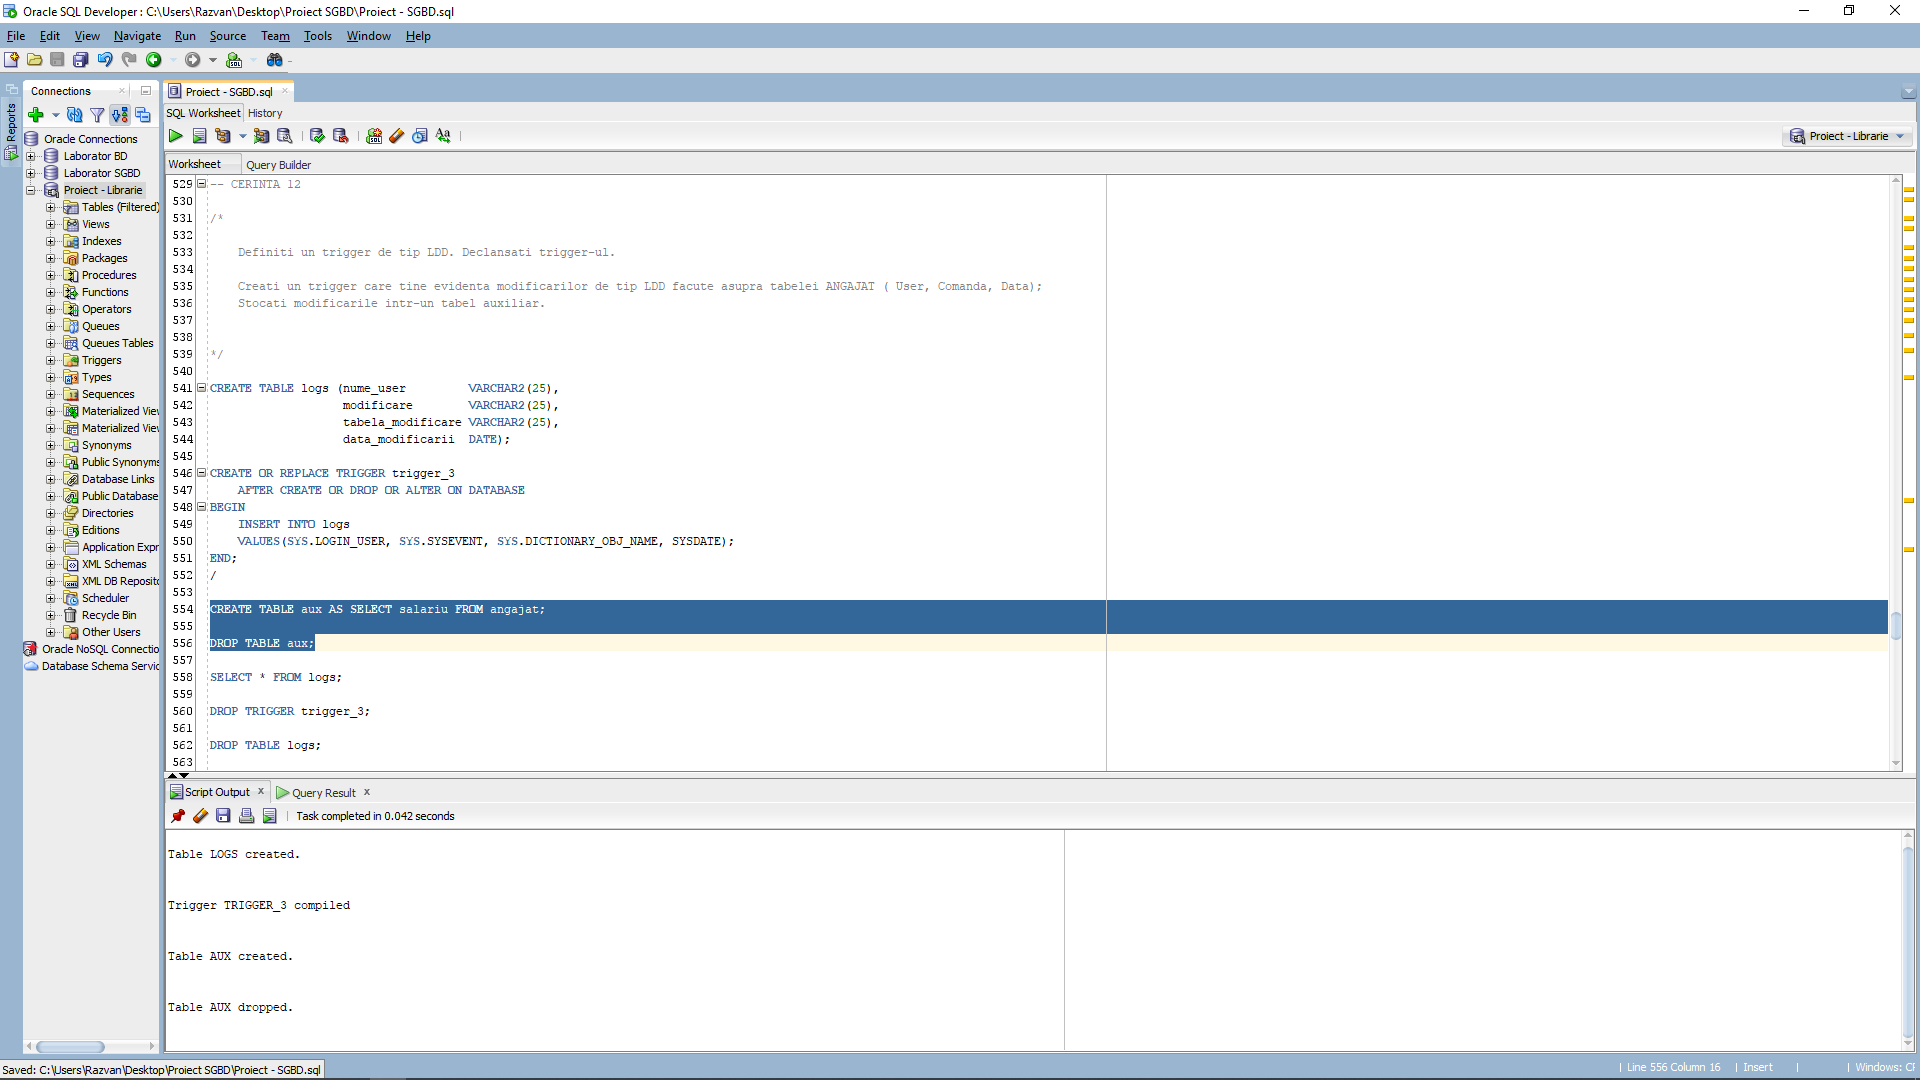 Oracle SQL Developer : C:\Users\Razvan\Desktop\Proiect SGBD\Proiect - SGBD.sql
File Edit View Navigate Run Source Team Tools Window Help
Reports
Connections
Oracle Connections
Laborator BD
Laborator SGBD
Proiect - Librarie
Tables (Filtered)
Views
Indexes
Packages
Procedures
Functions
Operators
Queues
Queues Tables
Triggers
Types
Sequences
Materialized Vie
Materialized Vie
Synonyms
Public Synonyms
Database Links
Public Database
Directories
Editions
Application Expr
XML Schemas
XML DB Reposito
Scheduler
Recycle Bin
Other Users
Oracle NoSQL Connectio
Database Schema Servic
Proiect - SGBD.sql
SQL Worksheet History
Proiect - Librarie
Worksheet Query Builder
529 -- CERINTA 12
530
531 /*
532
533 Definiti un trigger de tip LDD. Declansati trigger-ul.
534
535 Creati un trigger care tine evidenta modificarilor de tip LDD facute asupra tabelei ANGAJAT ( User, Comanda, Data);
536 Stocati modificarile intr-un tabel auxiliar.
537
538
539 */
540
541 CREATE TABLE logs (nume_user VARCHAR2(25),
542 modificare VARCHAR2(25),
543 tabela_modificare VARCHAR2(25),
544 data_modificarii DATE);
545
546 CREATE OR REPLACE TRIGGER trigger_3
547 AFTER CREATE OR DROP OR ALTER ON DATABASE
548 BEGIN
549 INSERT INTO logs
550 VALUES(SYS.LOGIN_USER, SYS.SYSEVENT, SYS.DICTIONARY_OBJ_NAME, SYSDATE);
551 END;
552 /
553
554 CREATE TABLE aux AS SELECT salariu FROM angajat;
555
556 DROP TABLE aux;
557
558 SELECT * FROM logs;
559
560 DROP TRIGGER trigger_3;
561
562 DROP TABLE logs;
563
Script Output x Query Result x
Task completed in 0.042 seconds
Table LOGS created.
Trigger TRIGGER_3 compiled
Table AUX created.
Table AUX dropped.
Saved: C:\Users\Razvan\Desktop\Proiect SGBD\Proiect - SGBD.sql
| Line 556 Column 16 | Insert | | Windows: CF